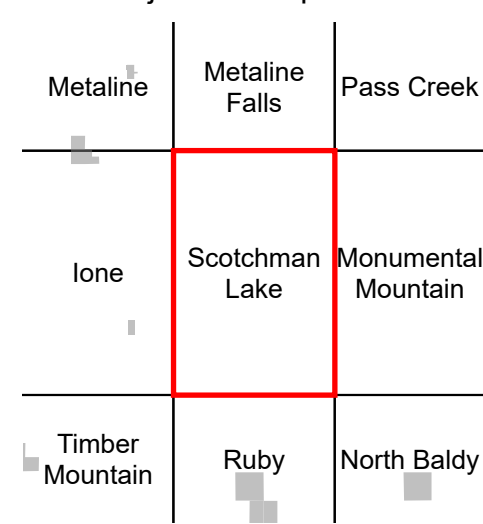 Metaline
Metaline
Falls
Pass Creek
Ione
Scotchman
Lake
Monumental
Mountain
Timber
Mountain
Ruby
North Baldy